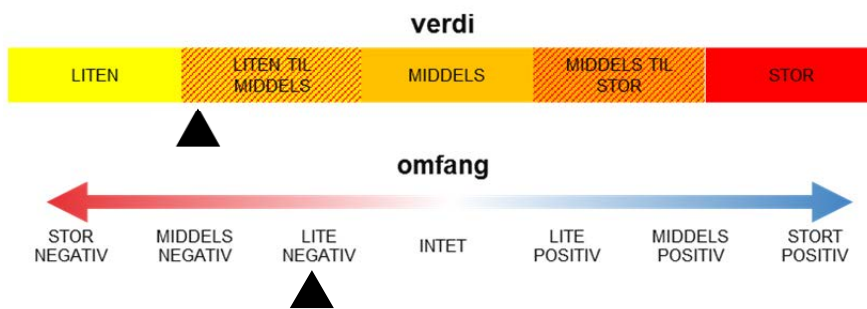 verdi
LITEN
LITEN TIL
MIDDELS
MIDDELS
MIDDELS TIL
STOR
STOR
omfang
STOR
NEGATIV
MIDDELS
NEGATIV
LITE
NEGATIV
INTET
LITE
POSITIV
MIDDELS
POSITIV
STORT
POSITIV